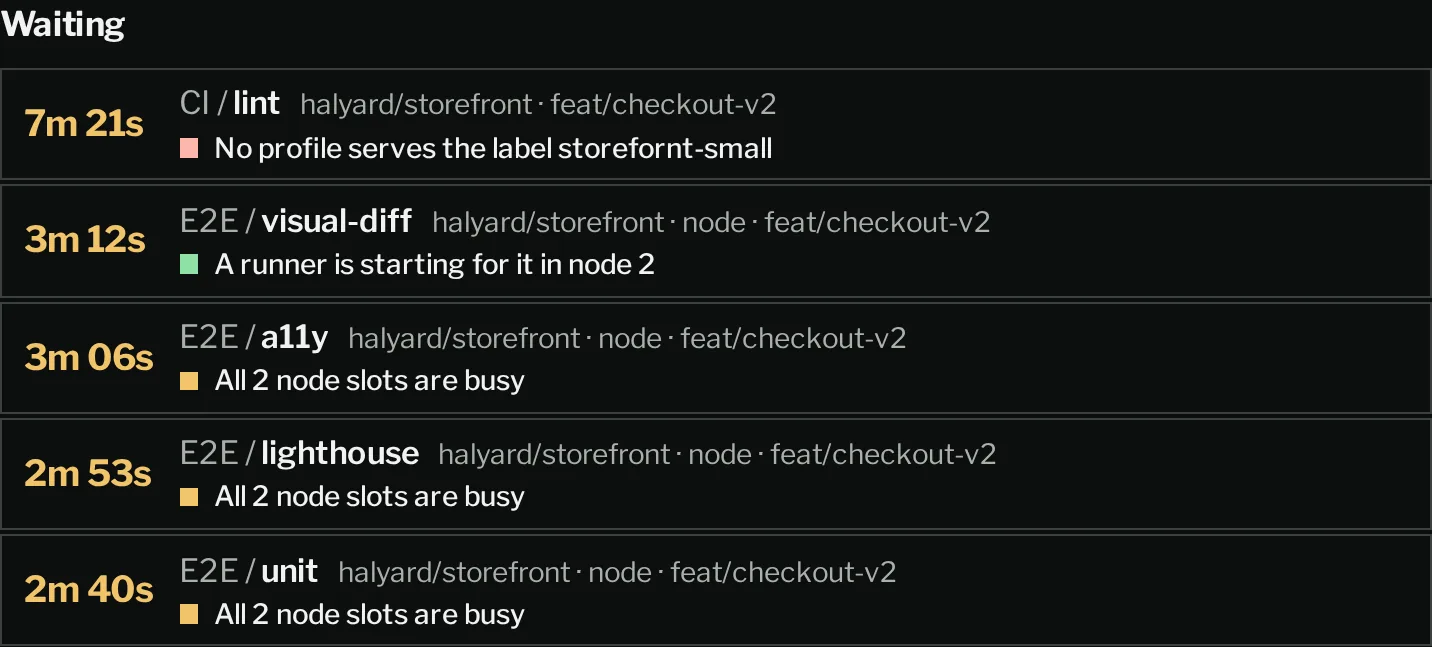 Waiting
7m 21s
CI / lint halyard/storefront · feat/checkout-v2
No profile serves the label storefornt-small
3m 12s
E2E / visual-diff halyard/storefront · node · feat/checkout-v2
A runner is starting for it in node 2
3m 06s
E2E / a11y halyard/storefront · node · feat/checkout-v2
All 2 node slots are busy
2m 53s
E2E / lighthouse halyard/storefront · node · feat/checkout-v2
All 2 node slots are busy
2m 40s
E2E / unit halyard/storefront · node · feat/checkout-v2
All 2 node slots are busy